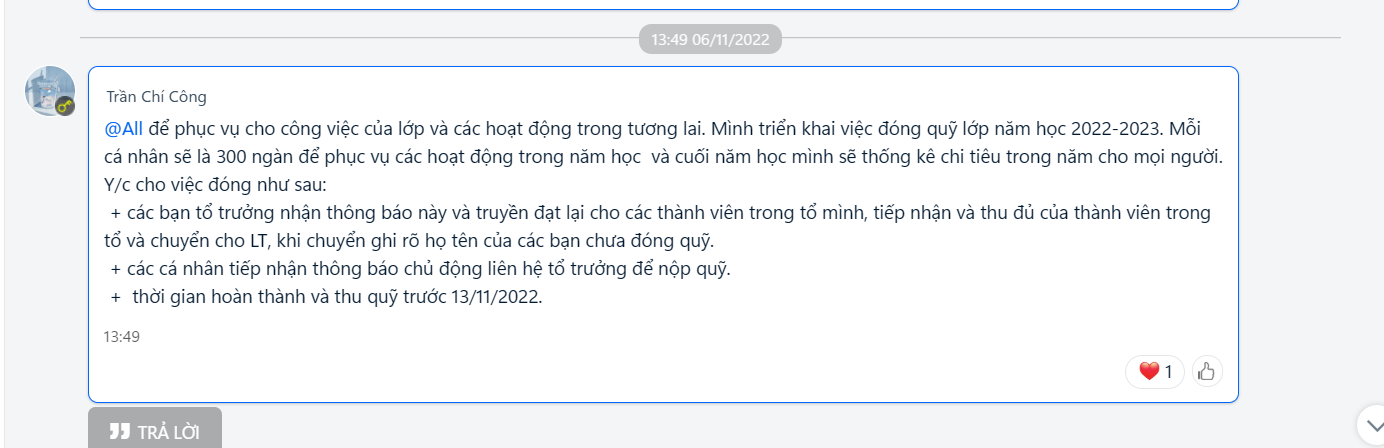 13:49 06/11/2022
Trần Chí Công
@All để phục vụ cho công việc của lớp và các hoạt động trong tương lai. Mình triển khai việc đóng quỹ lớp năm học 2022-2023. Mỗi
cá nhân sẽ là 300 ngàn để phục vụ các hoạt động trong năm học  và cuối năm học mình sẽ thống kê chi tiêu trong năm cho mọi người.
Y/c cho việc đóng như sau:
+ các bạn tổ trưởng nhận thông báo này và truyền đạt lại cho các thành viên trong tổ mình, tiếp nhận và thu đủ của thành viên trong
tổ và chuyển cho LT, khi chuyển ghi rõ họ tên của các bạn chưa đóng quỹ.
+ các cá nhân tiếp nhận thông báo chủ động liên hệ tổ trưởng để nộp quỹ.
+  thời gian hoàn thành và thu quỹ trước 13/11/2022.
13:49
1
TRẢ LỜI